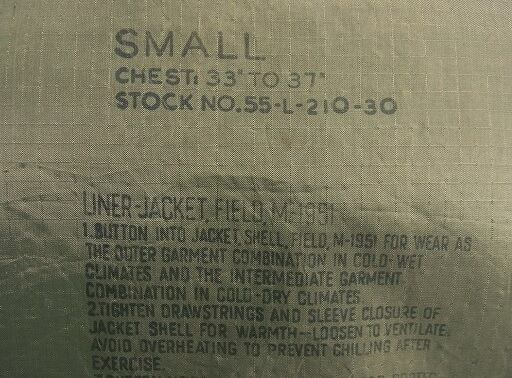 SMALL
CHEST: 33" TO 37"
STOCK NO. 55-L-210-30
LINER-JACKET, FIELD, M-1951
1. BUTTON INTO JACKET, SHELL, FIELD, M-1951 FOR WEAR AS
THE OUTER GARMENT COMBINATION IN COLD-WET
CLIMATES AND THE INTERMEDIATE GARMENT
COMBINATION IN COLD-DRY CLIMATES.
2. TIGHTEN DRAWSTRINGS AND SLEEVE CLOSURE OF
JACKET SHELL FOR WARMTH—LOOSEN TO VENTILATE.
AVOID OVERHEATING TO PREVENT CHILLING AFTER
EXERCISE.